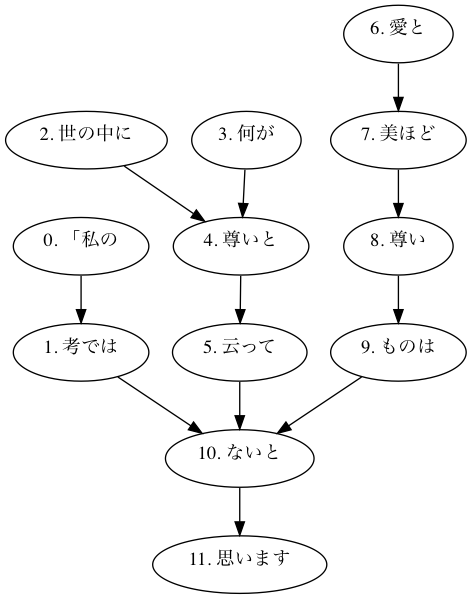 6. 愛と
2. 世の中に
3. 何が
7. 美ほど
0. 「私の
4. 尊いと
8. 尊い
1. 考では
5. 云って
9. ものは
10. ないと
11. 思います